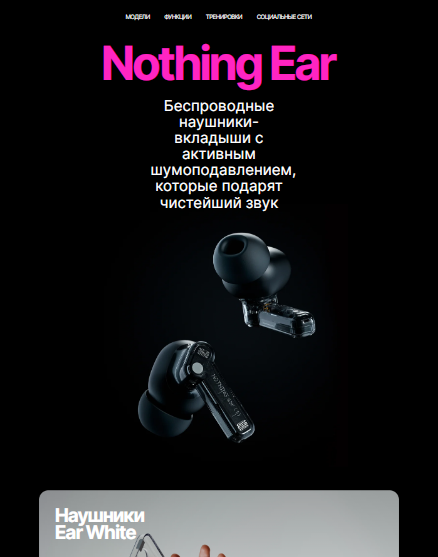 МОДЕЛИ ФУНКЦИИ ТРЕНИРОВКИ СОЦИАЛЬНЫЕ СЕТИ
Nothing Ear
Беспроводные
наушники-
вкладыши с
активным
шумоподавлением,
которые подарят
чистейший звук
Наушники
Ear White